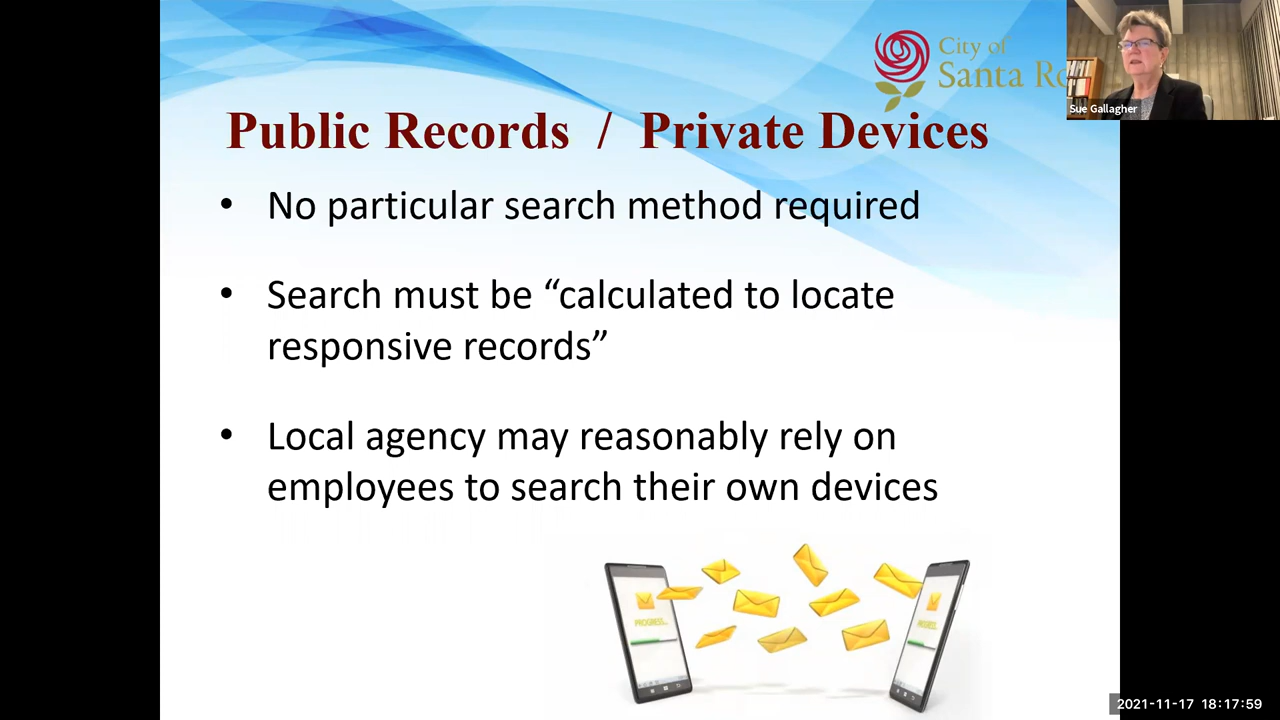 City of
Santa Ro
Sue Gallagher
Public Records / Private Devices
• No particular search method required
• Search must be “calculated to locate
responsive records”
• Local agency may reasonably rely on
employees to search their own devices
PROGRESS...
PROGRESS...
2021-11-17 18:17:59